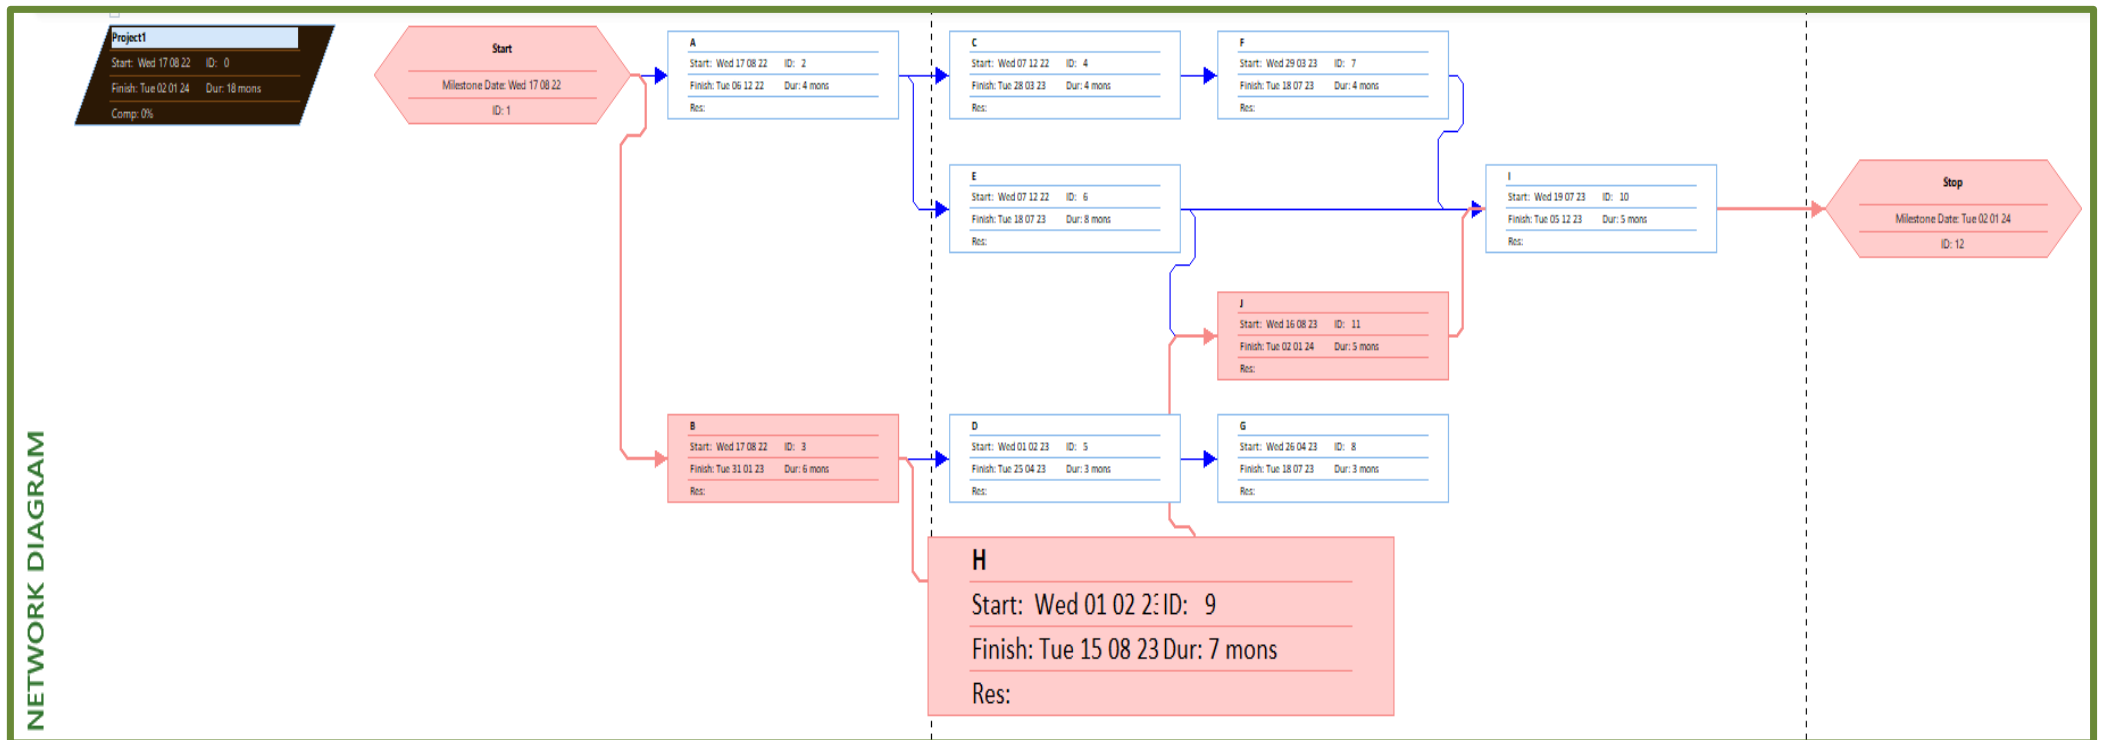 Project1
Start: Wed 17 08 22 ID: 0
Finish: Tue 02 01 24 Dur: 18 mons
Comp: 0%
Start
Milestone Date: Wed 17 08 22
ID: 1
A
Start: Wed 17 08 22 ID: 2
Finish: Tue 06 12 22 Dur: 4 mons
Res:
C
Start: Wed 07 12 22 ID: 4
Finish: Tue 28 03 23 Dur: 4 mons
Res:
F
Start: Wed 29 03 23 ID: 7
Finish: Tue 18 07 23 Dur: 4 mons
Res:
E
Start: Wed 07 12 22 ID: 6
Finish: Tue 18 07 23 Dur: 8 mons
Res:
I
Start: Wed 19 07 23 ID: 10
Finish: Tue 05 12 23 Dur: 5 mons
Res:
Stop
Milestone Date: Tue 02 01 24
ID: 12
J
Start: Wed 16 08 23 ID: 11
Finish: Tue 02 01 24 Dur: 5 mons
Res:
B
Start: Wed 17 08 22 ID: 3
Finish: Tue 31 01 23 Dur: 6 mons
Res:
D
Start: Wed 01 02 23 ID: 5
Finish: Tue 25 04 23 Dur: 3 mons
Res:
G
Start: Wed 26 04 23 ID: 8
Finish: Tue 18 07 23 Dur: 3 mons
Res:
H
Start: Wed 01 02 23 ID: 9
Finish: Tue 15 08 23 Dur: 7 mons
Res:
NETWORK DIAGRAM